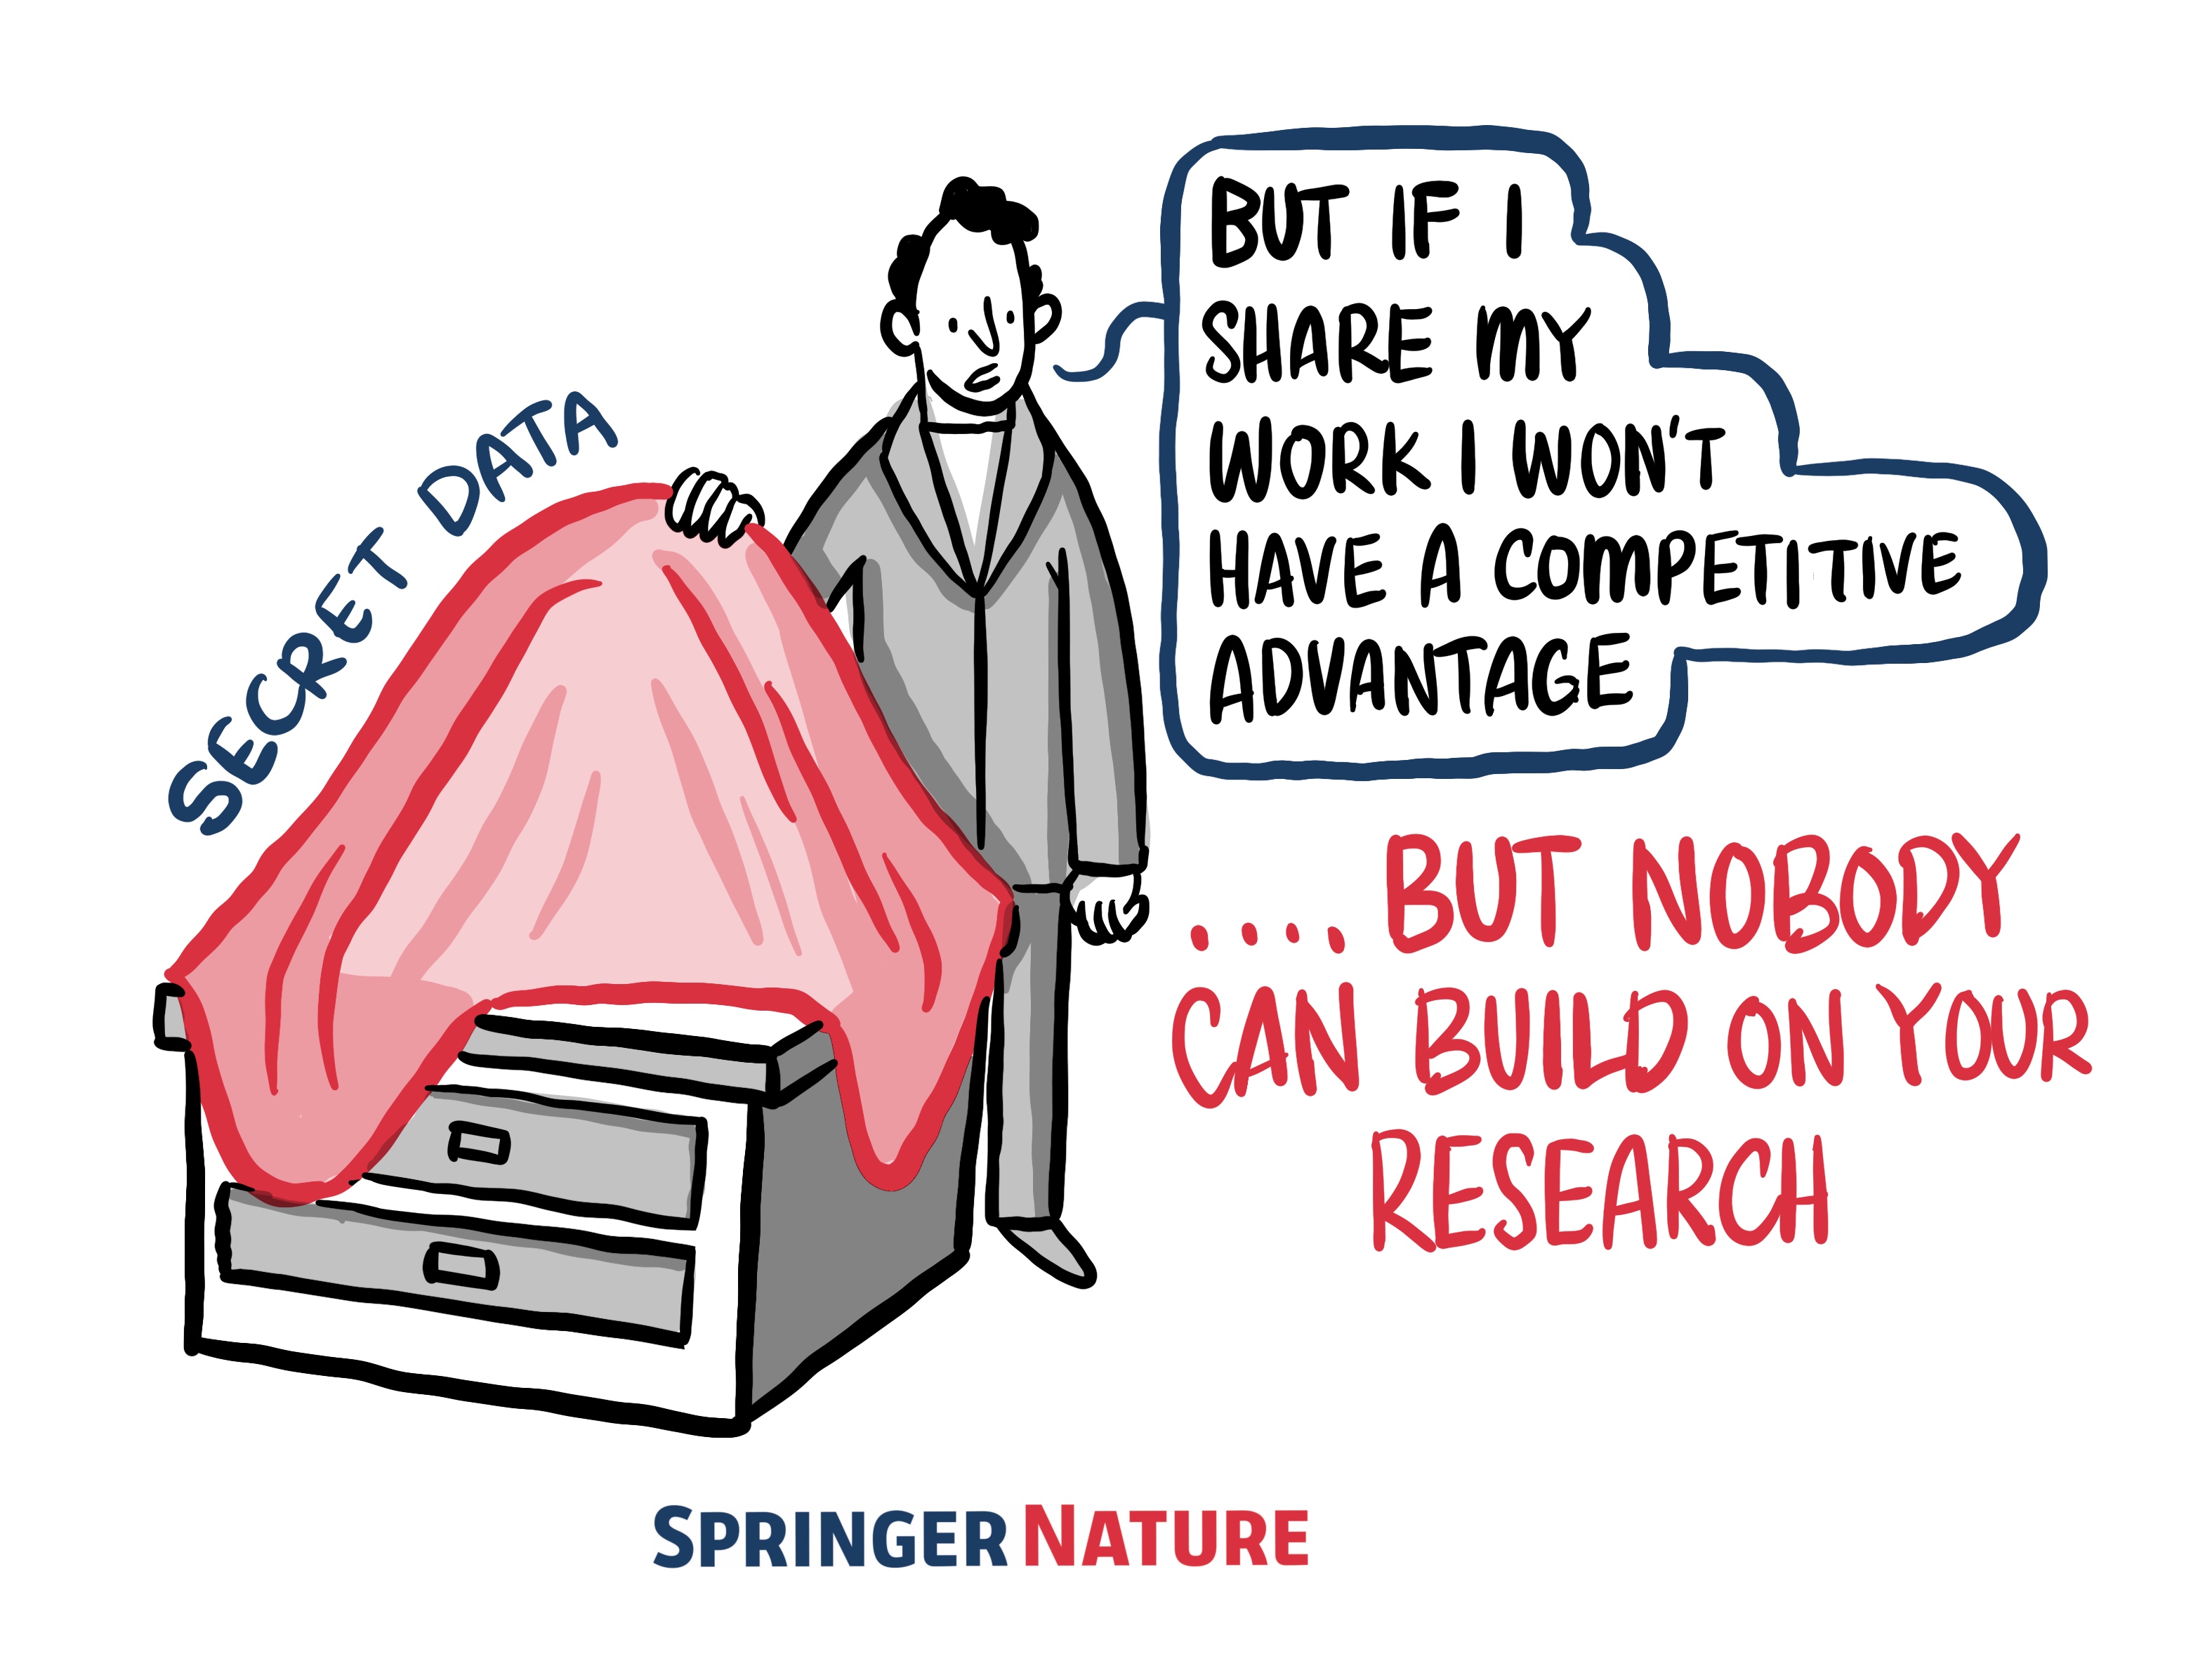 SECRET DATA
BUT IF I
SHARE MY
WORK I WON'T
HAVE A COMPETITIVE
ADVANTAGE
.... BUT NOBODY
CAN BUILD ON YOUR
RESEARCH
SPRINGER NATURE